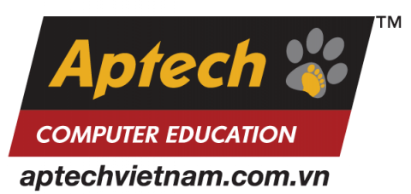 Aptech ™
COMPUTER EDUCATION
aptechvietnam.com.vn